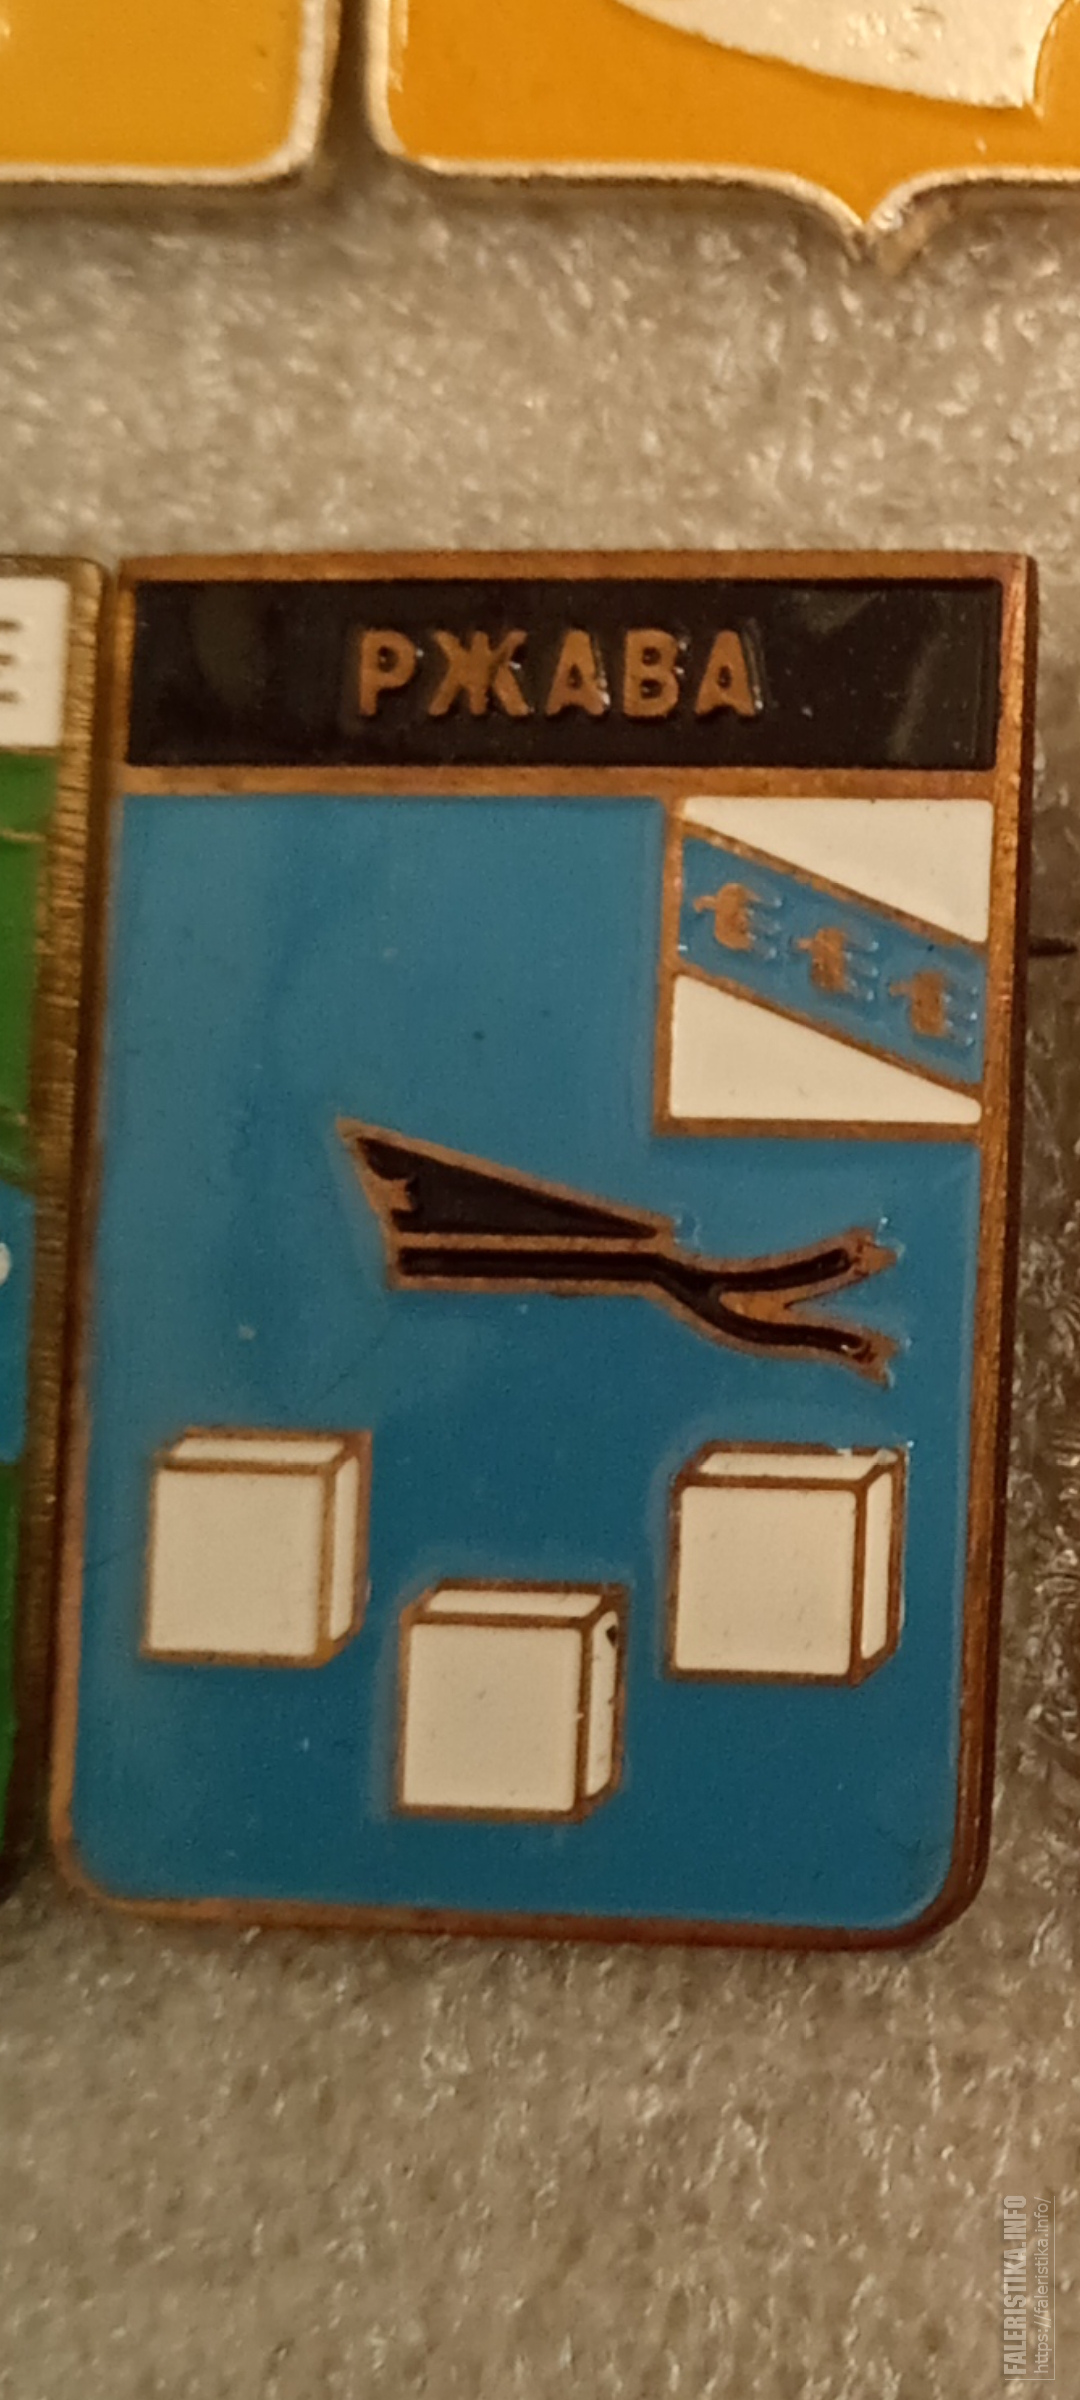 РЖАВА
Е
FALERISTIKA.INFO
https://faleristika.info/